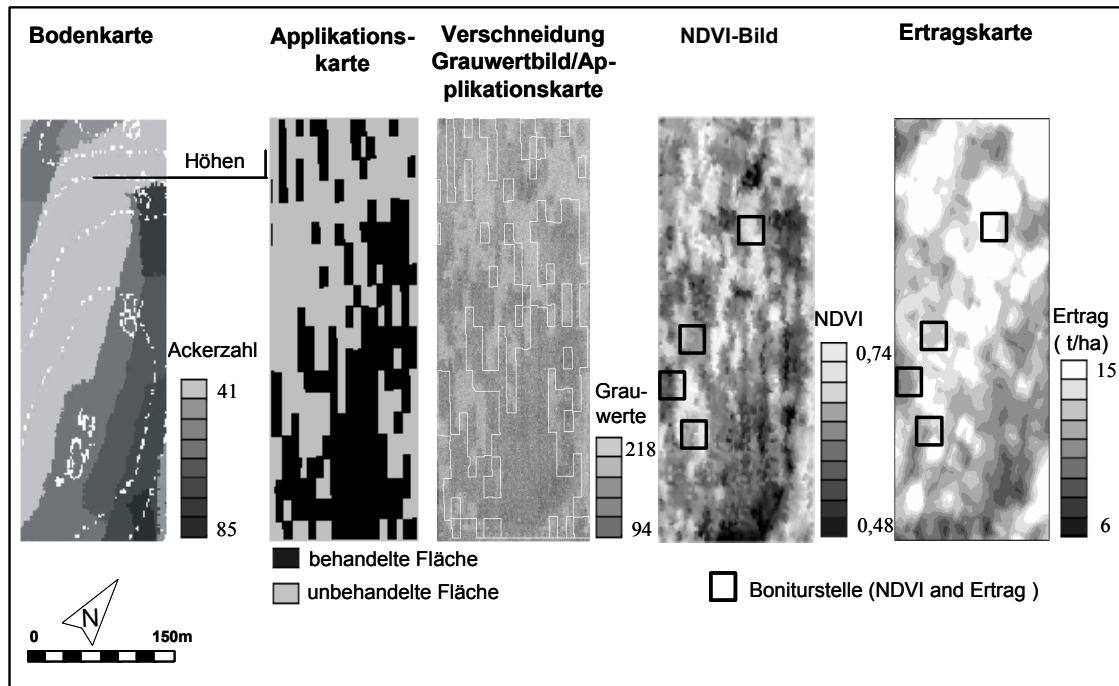 Bodenkarte
Applikations-
karte
Verschneidung
Grauwertbild/Ap-
plikationskarte
NDVI-Bild
Ertragskarte
Höhen
Ackerzahl
41
85
Grau-
werte
218
94
NDVI
0,74
0,48
Ertrag
( t/ha)
15
6
behandelte Fläche
unbehandelte Fläche
Boniturstelle (NDVI and Ertrag )
N
0 150m